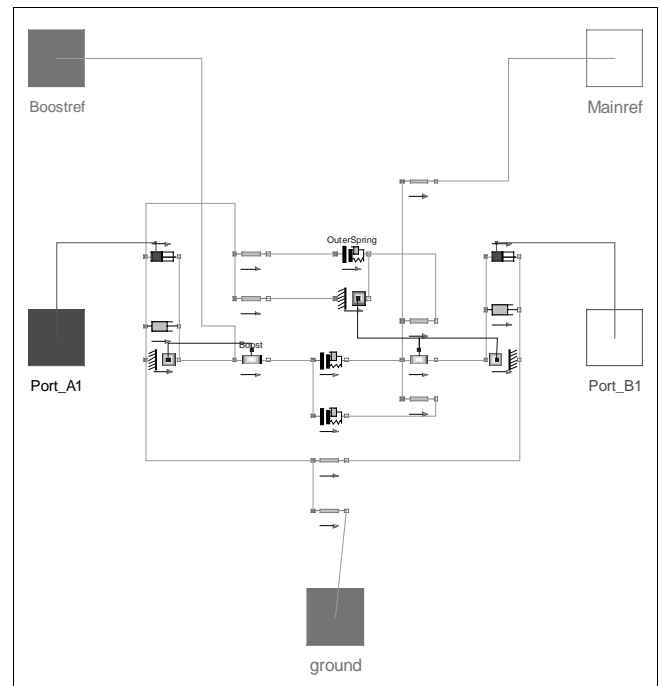 Boostref
Mainref
OuterSpring
Boost
Port_A1
Port_B1
ground